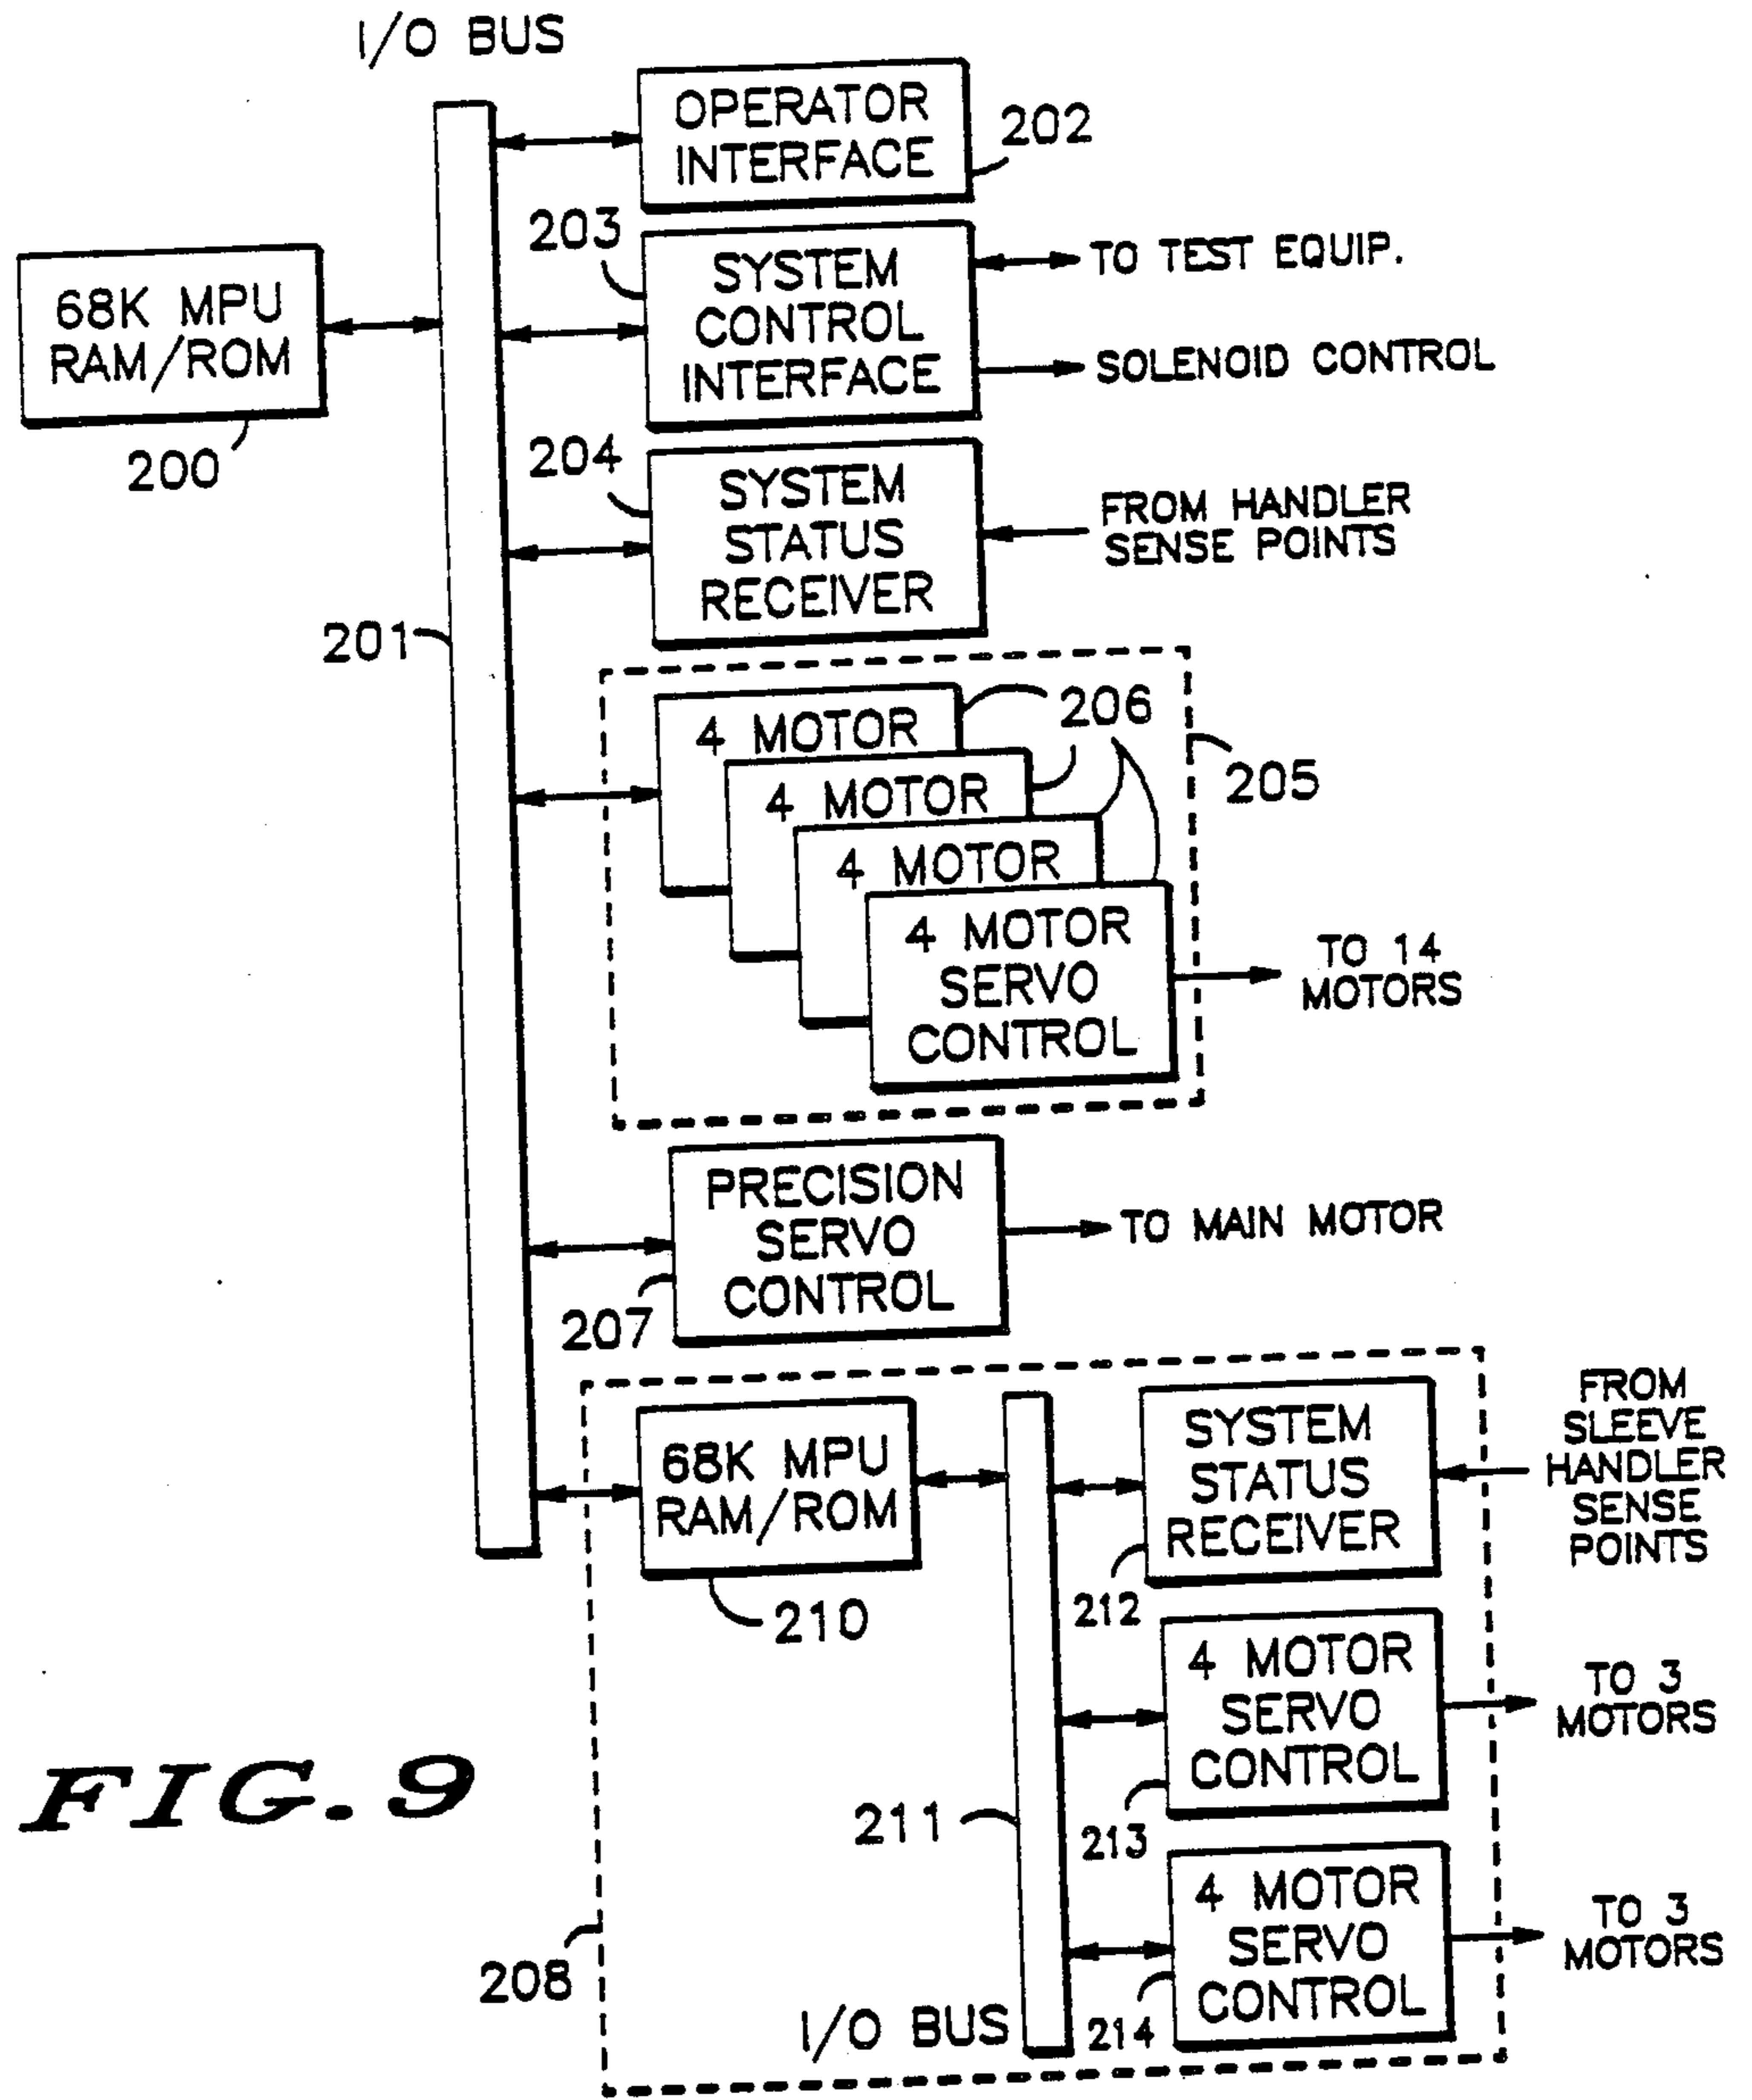 I/O BUS
OPERATOR
INTERFACE
202
203
SYSTEM
CONTROL
INTERFACE
TO TEST EQUIP.
SOLENOID CONTROL
68K MPU
RAM/ROM
200
204
SYSTEM
STATUS
RECEIVER
FROM HANDLER
SENSE POINTS
201
4 MOTOR
206
205
4 MOTOR
4 MOTOR
4 MOTOR
SERVO
CONTROL
TO 14
MOTORS
PRECISION
SERVO
CONTROL
TO MAIN MOTOR
207
68K MPU
RAM/ROM
210
SYSTEM
STATUS
RECEIVER
212
FROM
SLEEVE
HANDLER
SENSE
POINTS
4 MOTOR
SERVO
CONTROL
213
TO 3
MOTORS
211
4 MOTOR
SERVO
CONTROL
214
TO 3
MOTORS
208
I/O BUS
FIG. 9